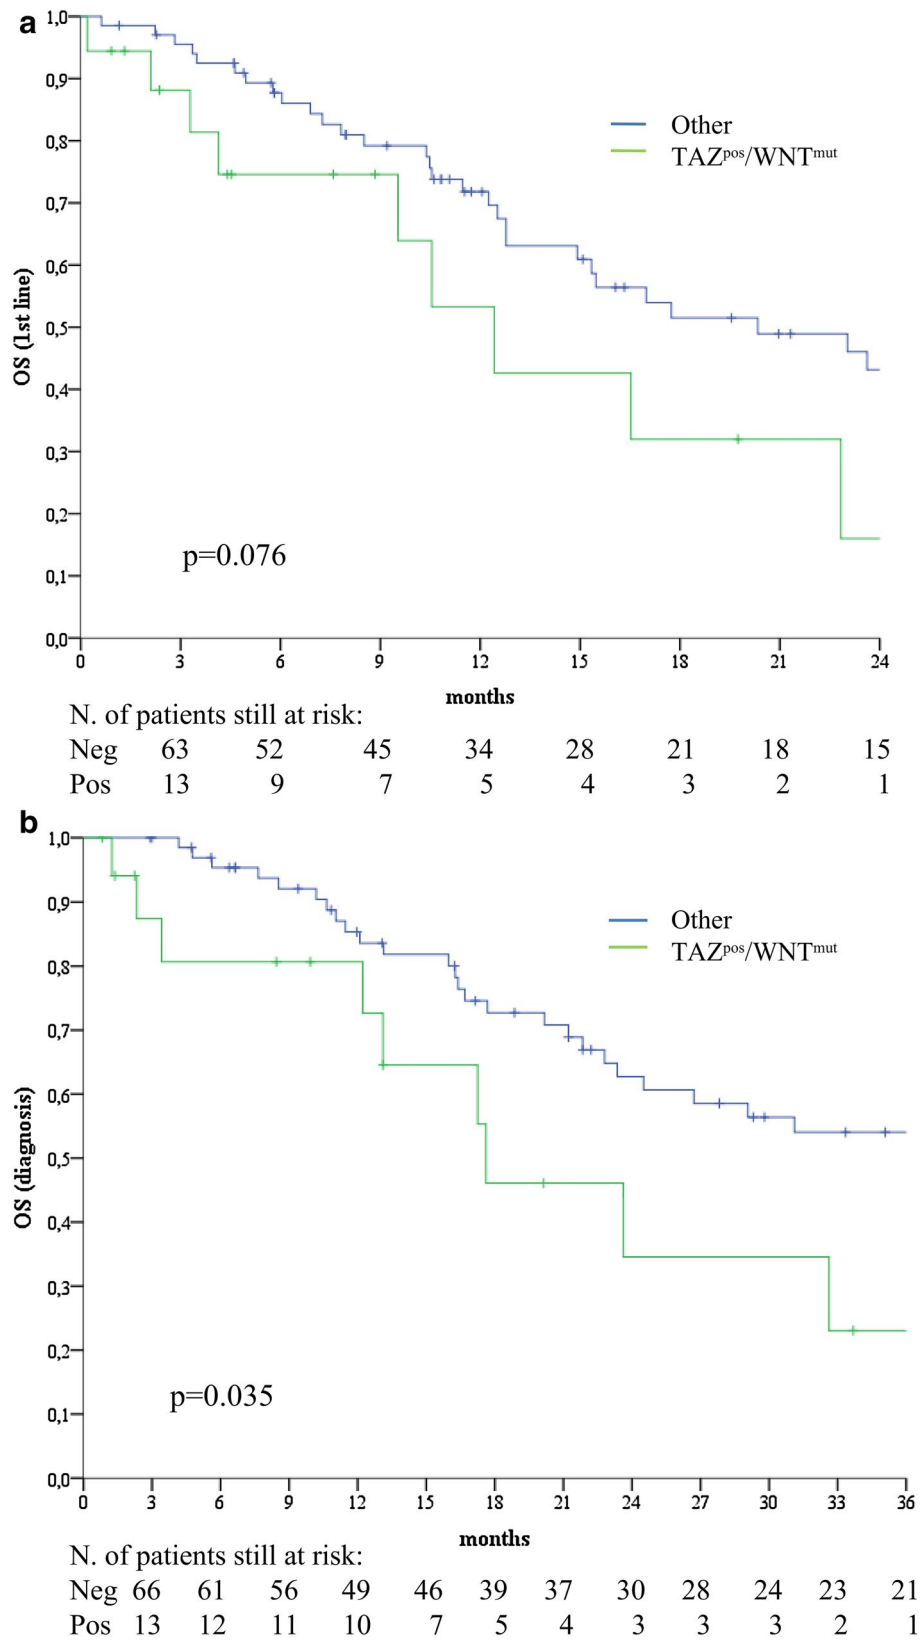 a
1,0
0,9
0,8
0,7
0,6
0,5
0,4
0,3
0,2
0,1
0,0
OS (1st line)
Other
TAZpos/WNTmut
p=0.076
0 3 6 9 12 15 18 21 24
months
N. of patients still at risk:
Neg 63 52 45 34 28 21 18 15
Pos 13 9 7 5 4 3 2 1
b
1,0
0,9
0,8
0,7
0,6
0,5
0,4
0,3
0,2
0,1
0,0
OS (diagnosis)
Other
TAZpos/WNTmut
p=0.035
0 3 6 9 12 15 18 21 24 27 30 33 36
months
N. of patients still at risk:
Neg 66 61 56 49 46 39 37 30 28 24 23 21
Pos 13 12 11 10 7 5 4 3 3 3 2 1